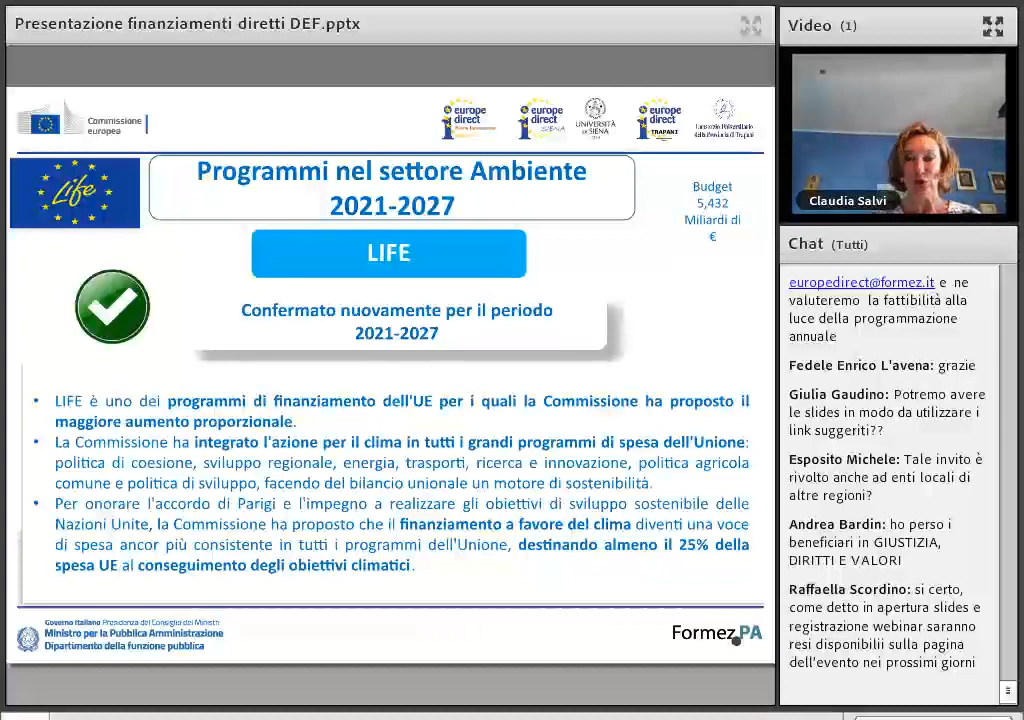 Presentazione finanziamenti diretti DEF.pptx
Commissione
europea
europe
direct
europe
direct
SIENA
UNIVERSITÀ
DI SIENA
europe
direct
TRAPANI
Consorzio Universitario
della Provincia di Trapani
Life
Programmi nel settore Ambiente
2021-2027
Budget
5,432
Miliardi di
€
LIFE
Confermato nuovamente per il periodo
2021-2027
• LIFE è uno dei programmi di finanziamento dell'UE per i quali la Commissione ha proposto il
maggiore aumento proporzionale.
• La Commissione ha integrato l'azione per il clima in tutti i grandi programmi di spesa dell'Unione:
politica di coesione, sviluppo regionale, energia, trasporti, ricerca e innovazione, politica agricola
comune e politica di sviluppo, facendo del bilancio unionale un motore di sostenibilità.
• Per onorare l'accordo di Parigi e l'impegno a realizzare gli obiettivi di sviluppo sostenibile delle
Nazioni Unite, la Commissione ha proposto che il finanziamento a favore del clima diventi una voce
di spesa ancor più consistente in tutti i programmi dell'Unione, destinando almeno il 25% della
spesa UE al conseguimento degli obiettivi climatici.
Governo Italiano Presidenza del Consiglio dei Ministri
Ministro per la Pubblica Amministrazione
Dipartimento della funzione pubblica
Formez PA
Video (1)
Claudia Salvi
Chat (Tutti)
europedirect@formez.it e ne
valuteremo la fattibilità alla
luce della programmazione
annuale
Fedele Enrico L'avena: grazie
Giulia Gaudino: Potremo avere
le slides in modo da utilizzare i
link suggeriti??
Esposito Michele: Tale invito è
rivolto anche ad enti locali di
altre regioni?
Andrea Bardin: ho perso i
beneficiari in GIUSTIZIA,
DIRITTI E VALORI
Raffaella Scordino: si certo,
come detto in apertura slides e
registrazione webinar saranno
resi disponibilii sulla pagina
dell'evento nei prossimi giorni